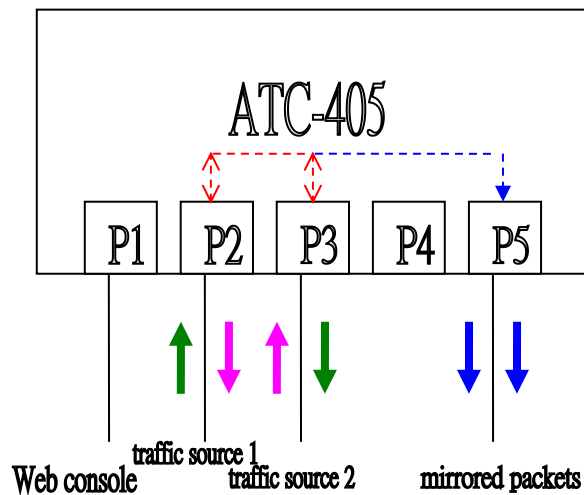 ATC-405
P1 P2 P3 P4 P5
traffic source 1
Web console traffic source 2 mirrored packets